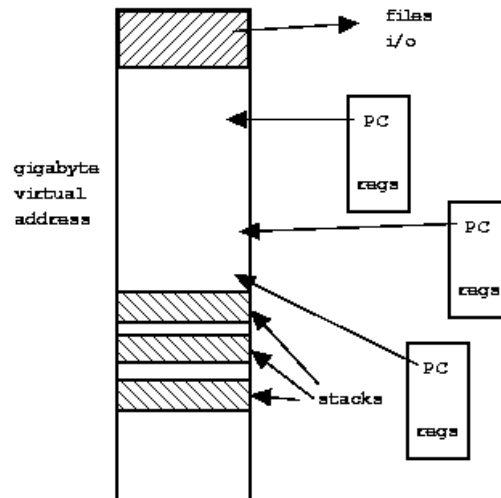 files
i/o
PC
regs
gigabyte
virtual
address
PC
regs
PC
regs
stacks